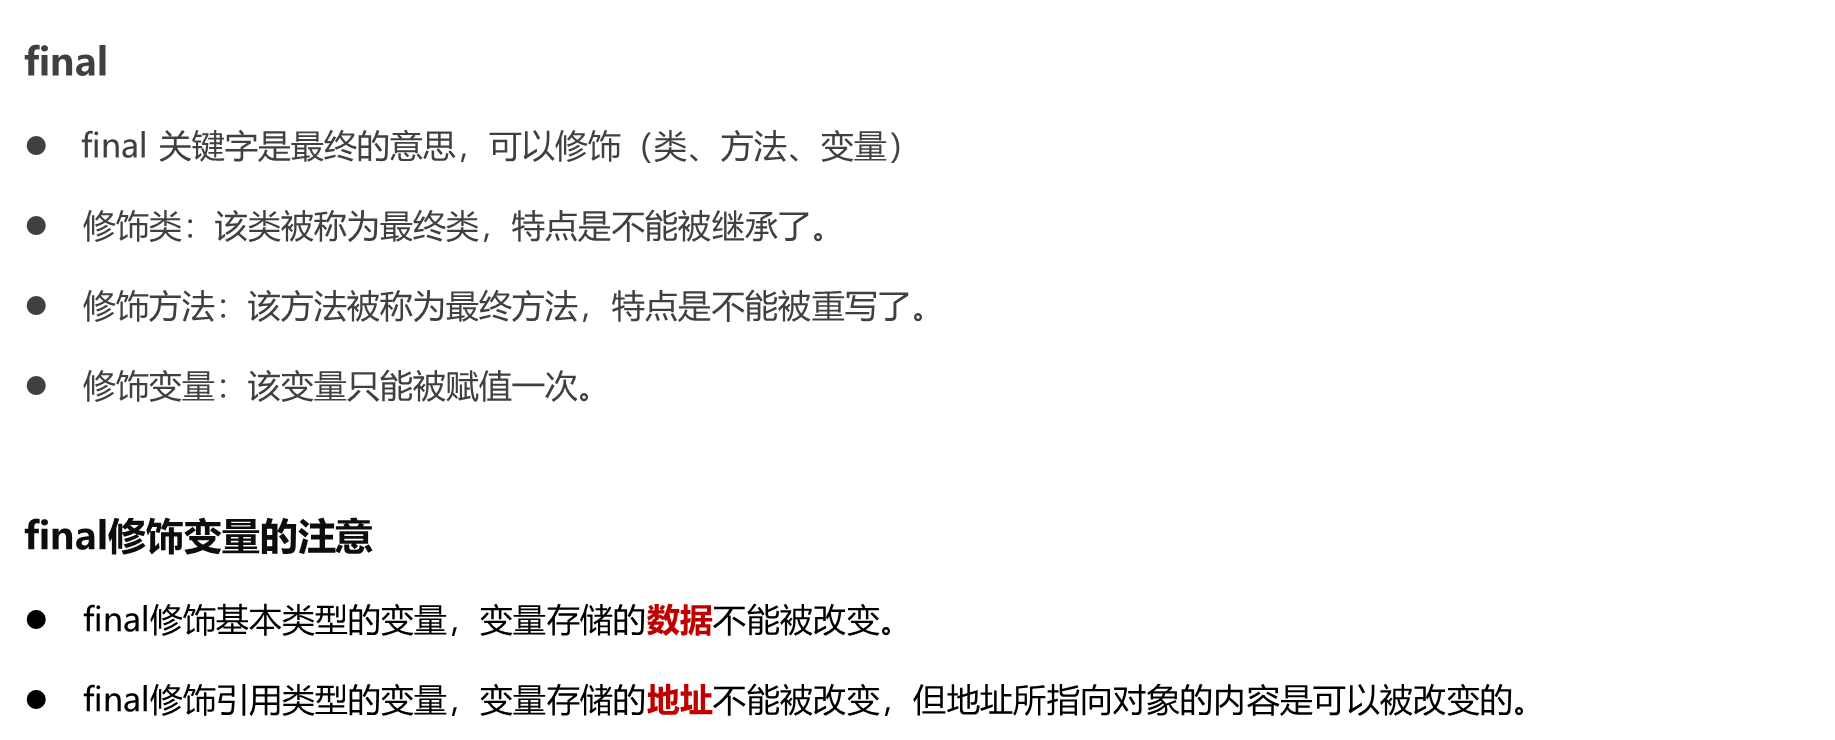 final
● final 关键字是最终的意思，可以修饰（类、方法、变量）
● 修饰类：该类被称为最终类，特点是不能被继承了。
● 修饰方法：该方法被称为最终方法，特点是不能被重写了。
● 修饰变量：该变量只能被赋值一次。
final修饰变量的注意
● final修饰基本类型的变量，变量存储的数据不能被改变。
● final修饰引用类型的变量，变量存储的地址不能被改变，但地址所指向对象的内容是可以被改变的。